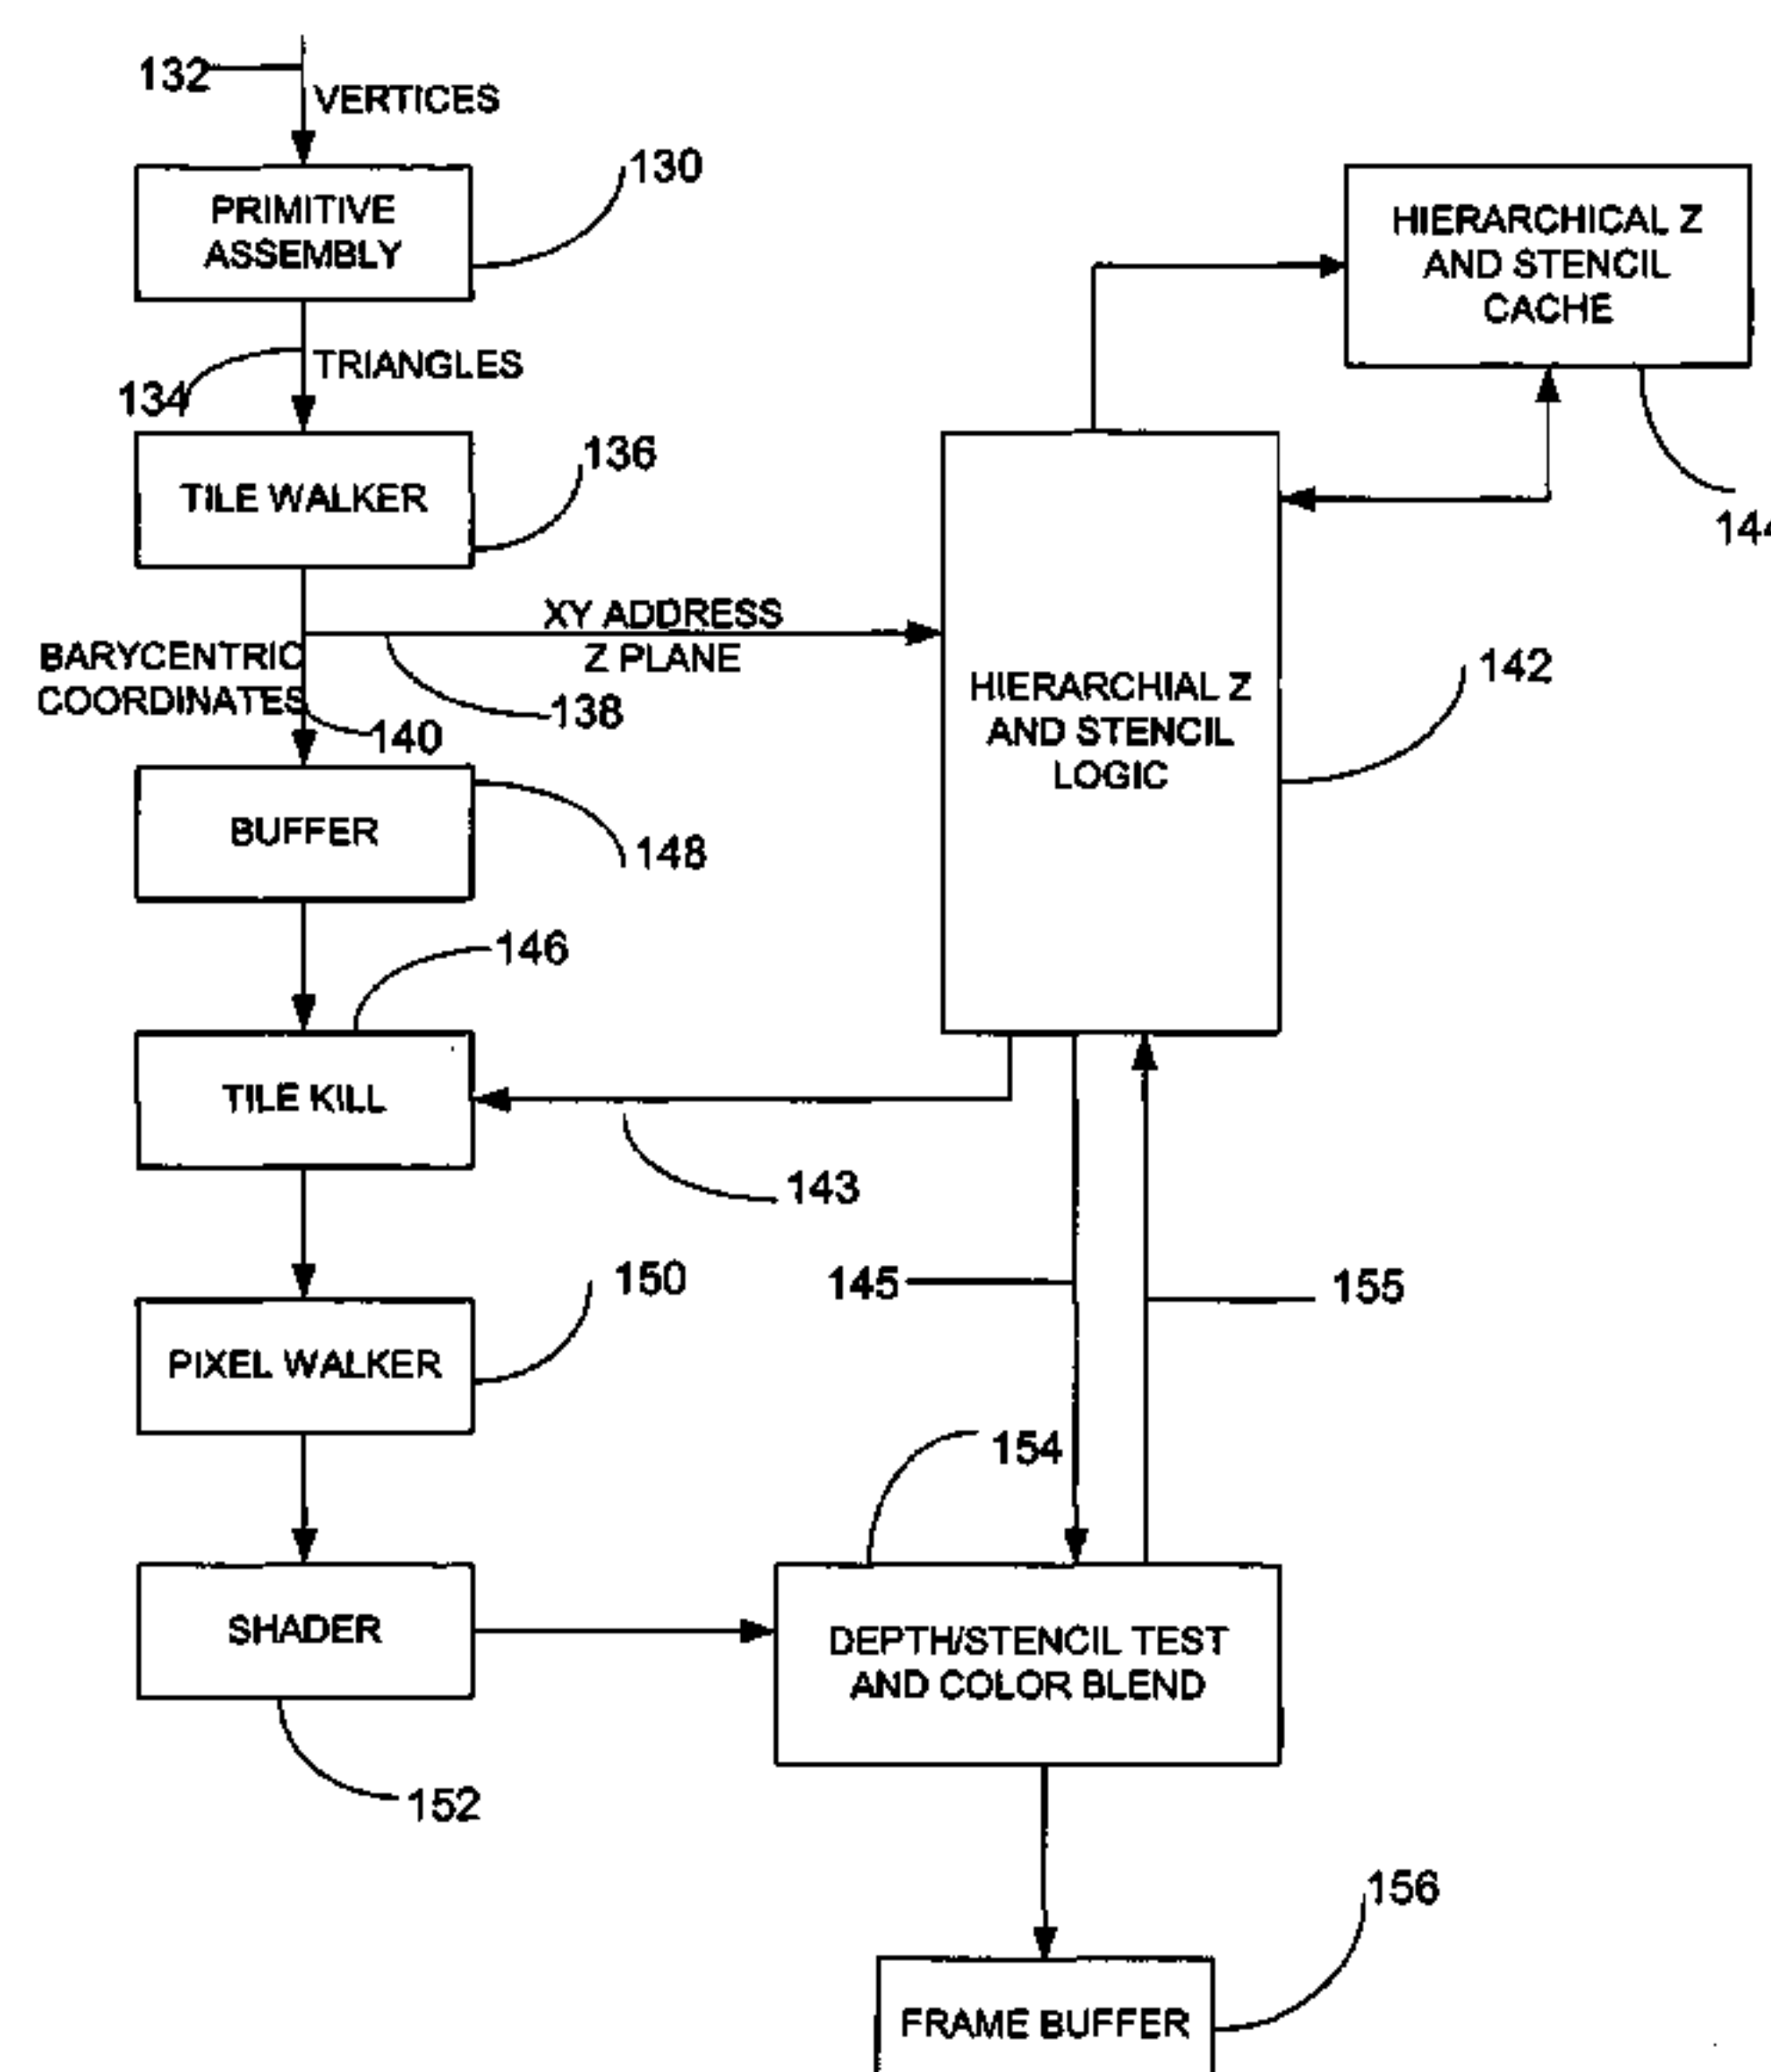 132
VERTICES
130
PRIMITIVE
ASSEMBLY
HIERARCHICAL Z
AND STENCIL
CACHE
134
TRIANGLES
136
TILE WALKER
144
XY ADDRESS
Z PLANE
BARYCENTRIC
COORDINATES
138
140
HIERARCHIAL Z
AND STENCIL
LOGIC
142
BUFFER
148
146
TILE KILL
143
150
145
155
PIXEL WALKER
154
SHADER
DEPTH/STENCIL TEST
AND COLOR BLEND
152
156
FRAME BUFFER